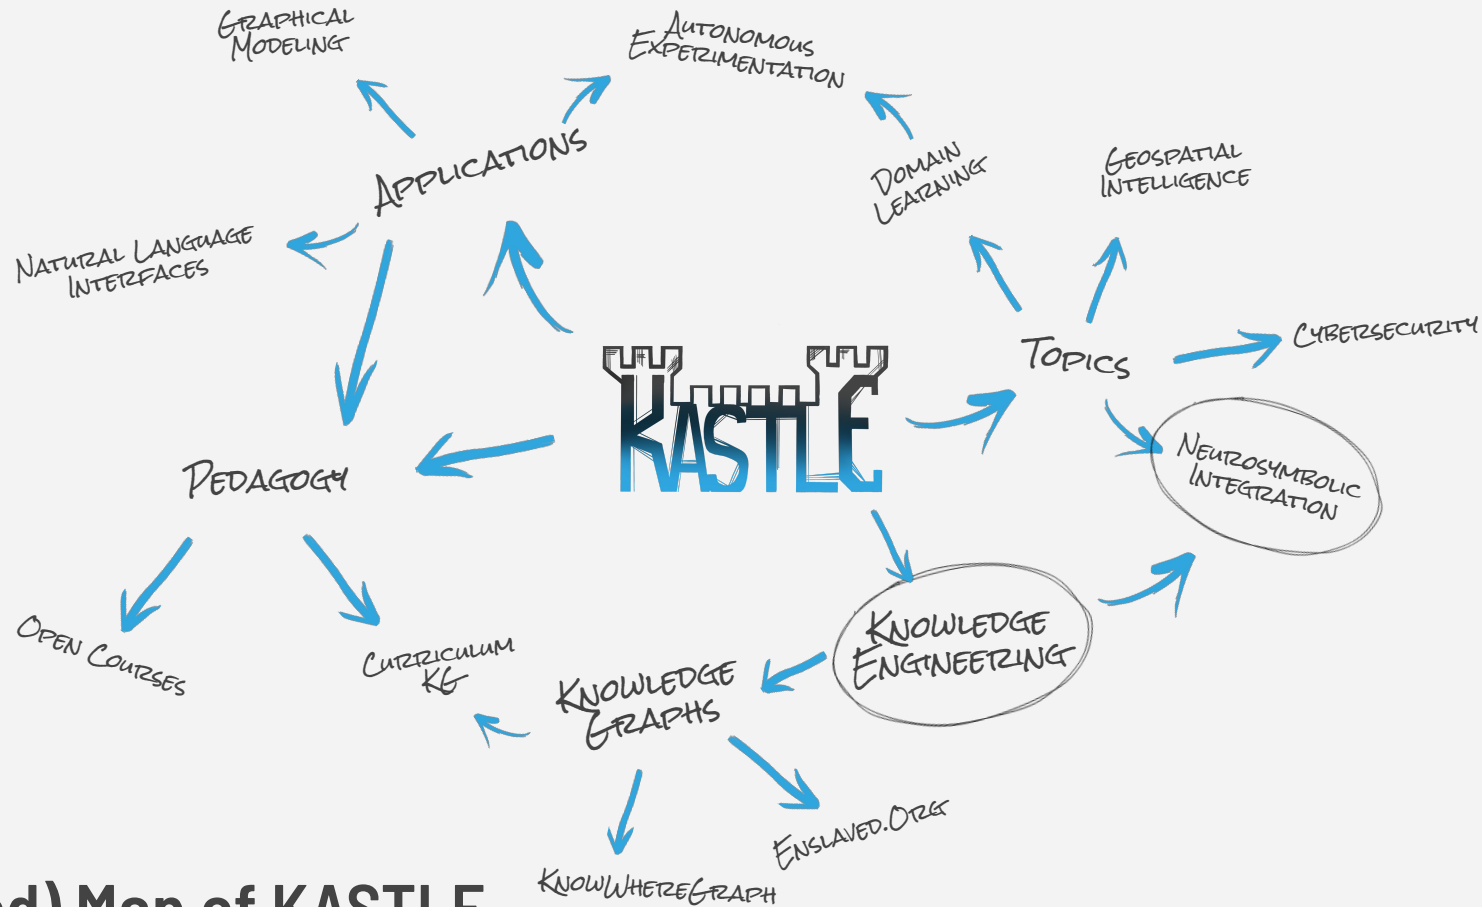 Graphical
Modeling
Autonomous
Experimentation
Applications
Domain
Learning
Geospatial
Intelligence
Natural Language
Interfaces
Cybersecurity
Topics
KASTLE
Neurosymbolic
Integration
Pedagogy
Knowledge
Engineering
Open Courses
Curriculum
KG
Knowledge
Graphs
Enslaved.Org
KnowWhereGraph
Map of KASTLE